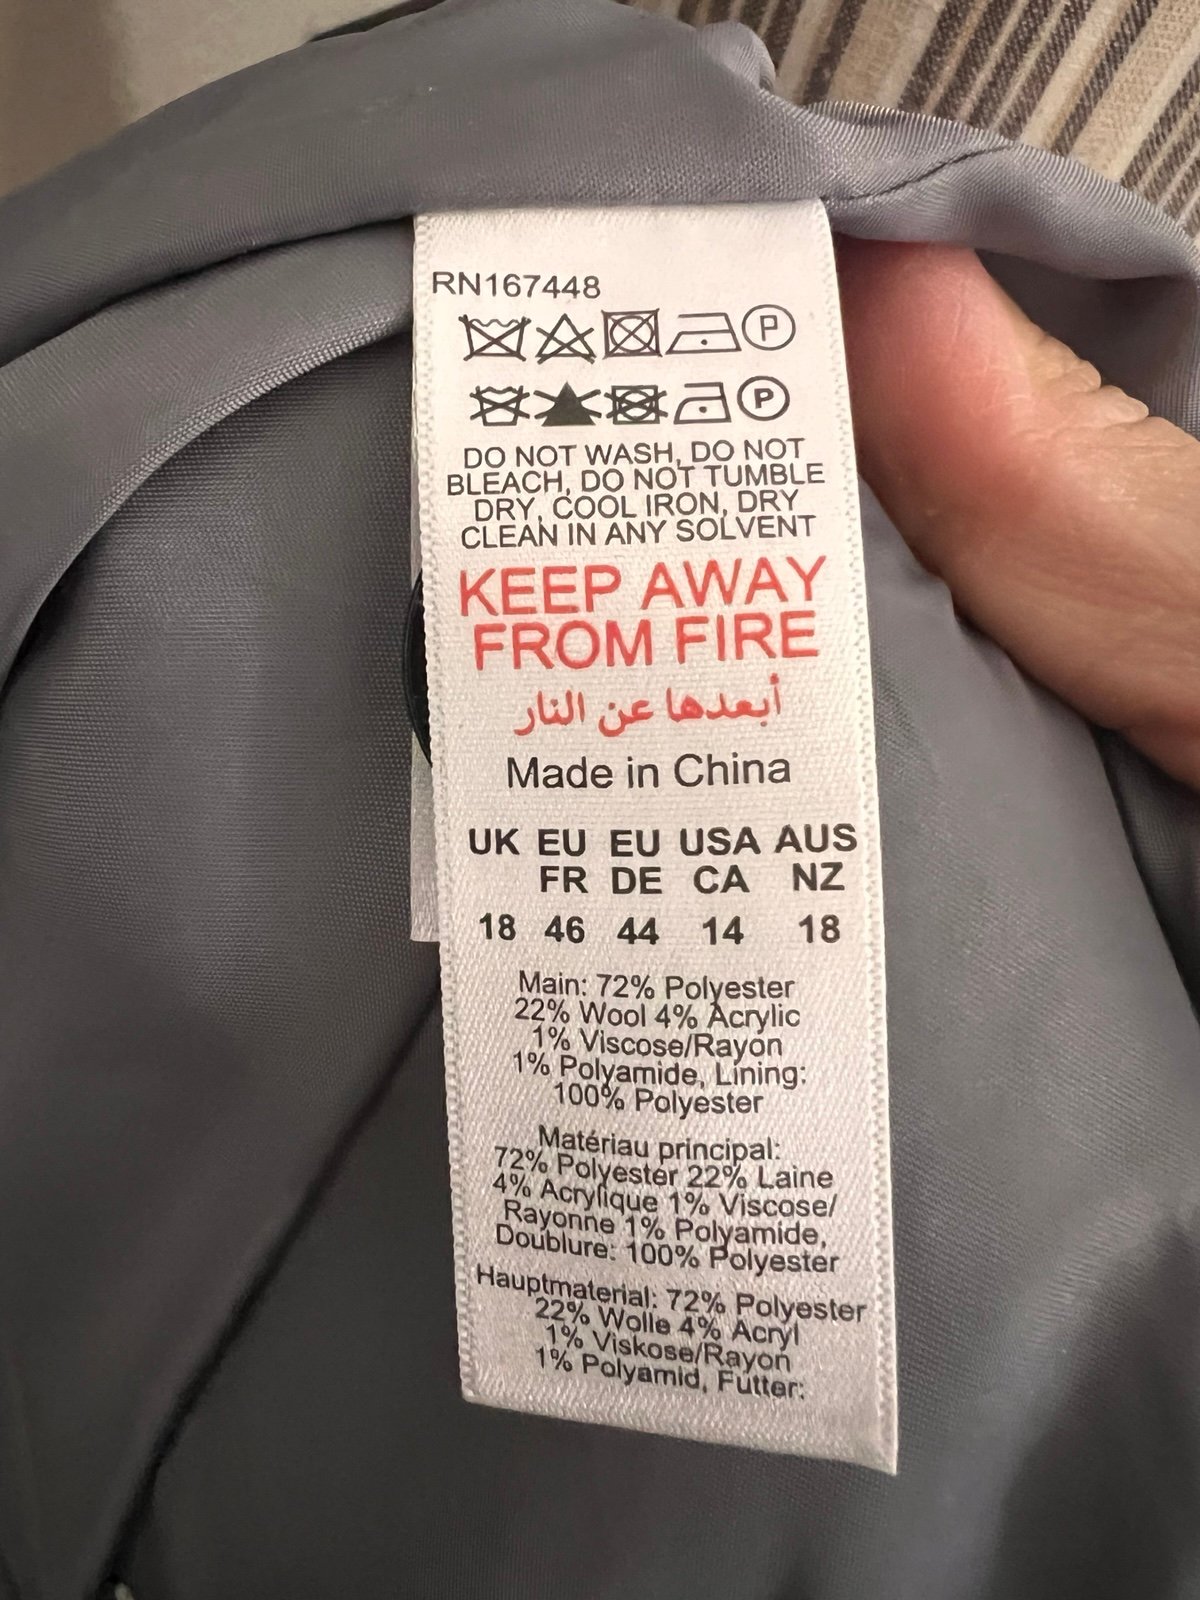 RN167448
P
P
DO NOT WASH, DO NOT
BLEACH, DO NOT TUMBLE
DRY, COOL IRON, DRY
CLEAN IN ANY SOLVENT
KEEP AWAY
FROM FIRE
أبعدها عن النار
Made in China
UK EU EU USA AUS
FR DE CA NZ
18 46 44 14 18
Main: 72% Polyester
22% Wool 4% Acrylic
1% Viscose/Rayon
1% Polyamide, Lining:
100% Polyester
Matériau principal:
72% Polyester 22% Laine
4% Acrylique 1% Viscose/
Rayonne 1% Polyamide,
Doublure: 100% Polyester
Hauptmaterial: 72% Polyester
22% Wolle 4% Acryl
1% Viskose/Rayon
1% Polyamid, Futter: